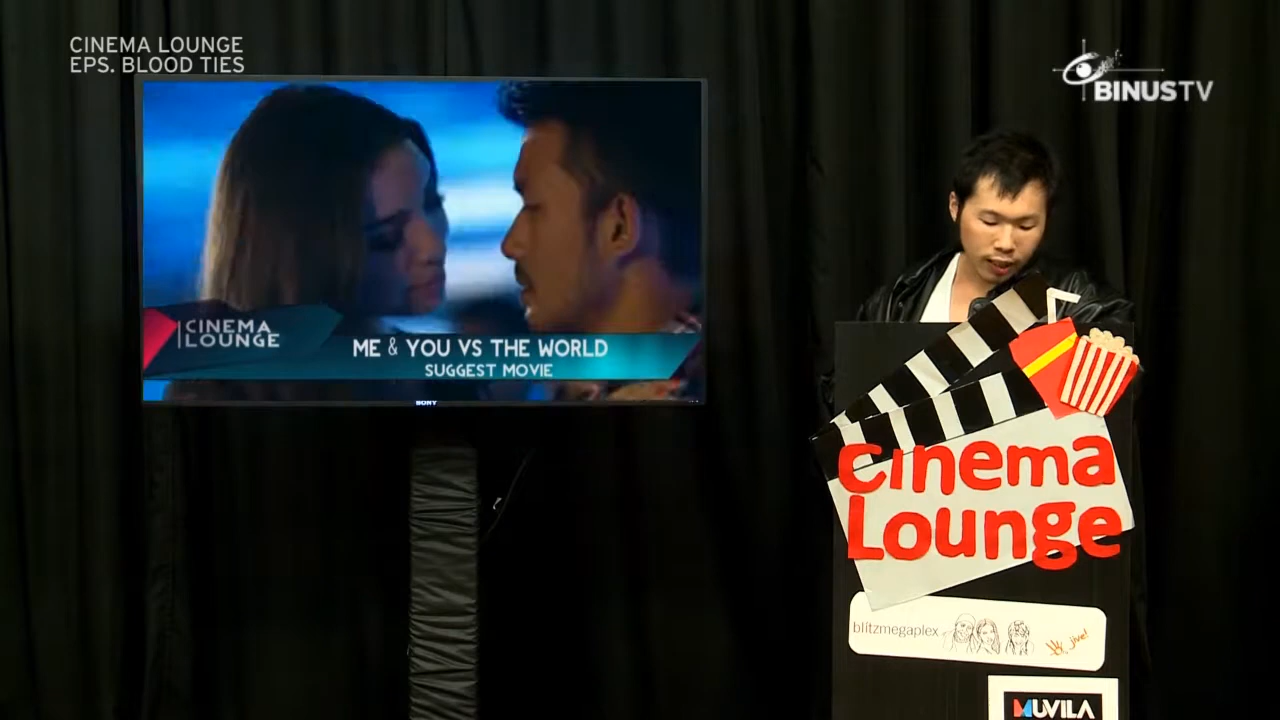 CINEMA LOUNGE
EPS. BLOOD TIES
BINUSTV
CINEMA
LOUNGE
ME & YOU VS THE WORLD
SUGGEST MOVIE
SONY
cinema
Lounge
blitzmegaplex
jive!
MUVILA